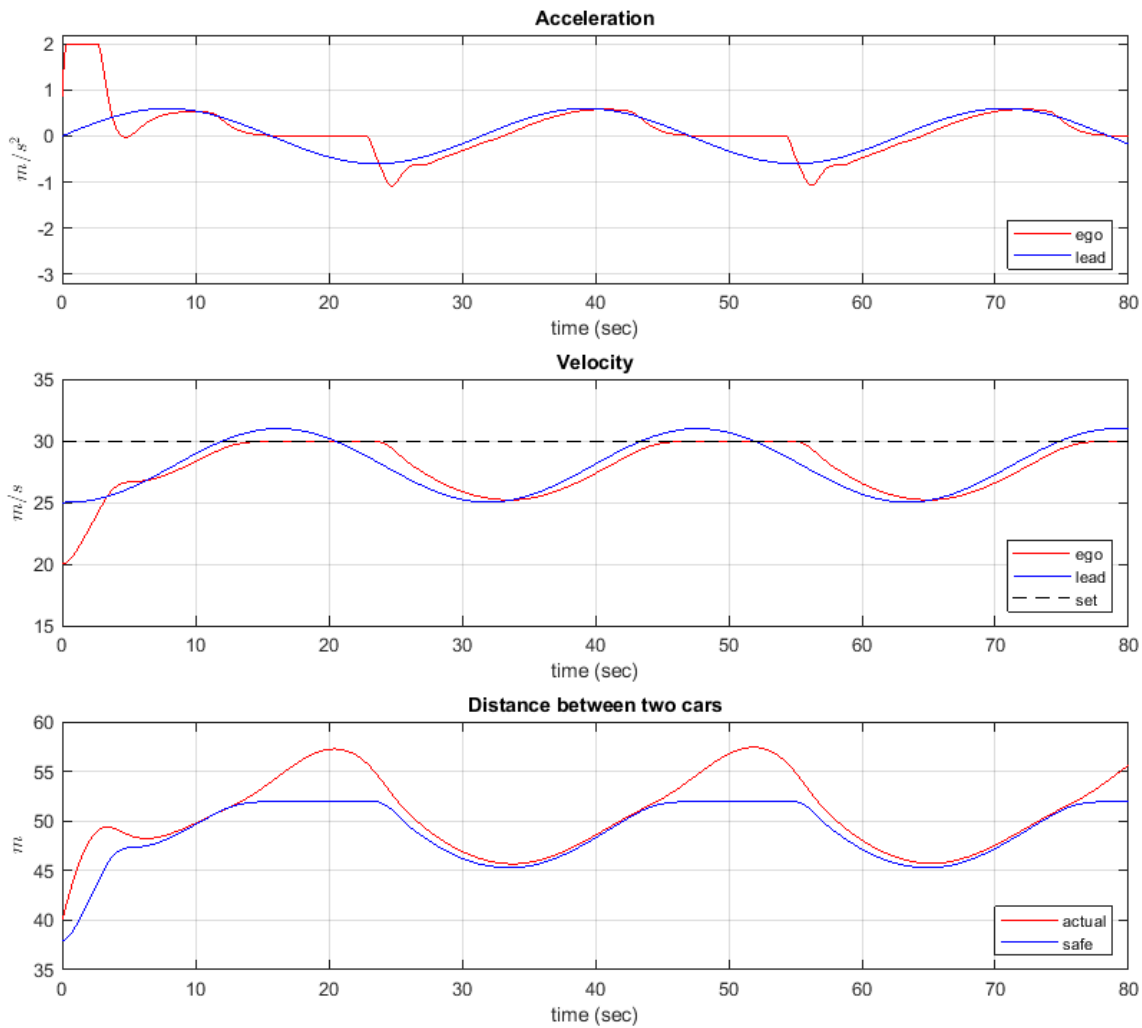 Acceleration
2
1
0
-1
-2
-3
m/s²
ego
lead
0 10 20 30 40 50 60 70 80
time (sec)
Velocity
35
30
25
20
15
m/s
ego
lead
set
0 10 20 30 40 50 60 70 80
time (sec)
Distance between two cars
60
55
50
45
40
35
m
actual
safe
0 10 20 30 40 50 60 70 80
time (sec)